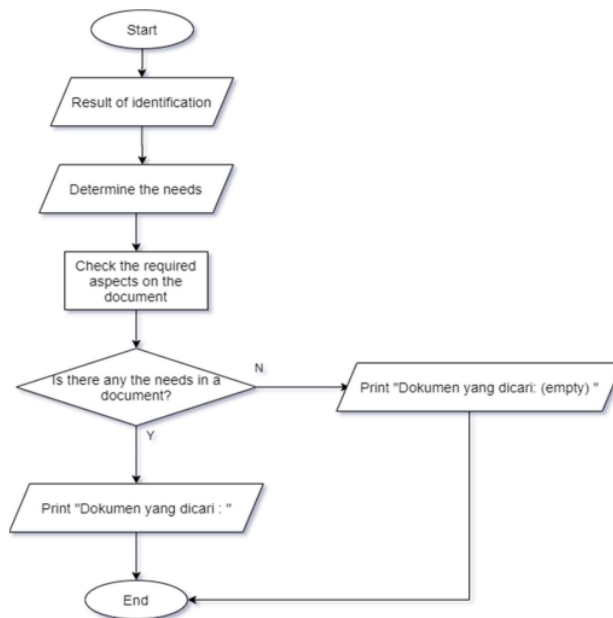 Start
Result of identification
Determine the needs
Check the required
aspects on the
document
Is there any the needs in a
document?
N
Print "Dokumen yang dicari: (empty) "
Y
Print "Dokumen yang dicari : "
End